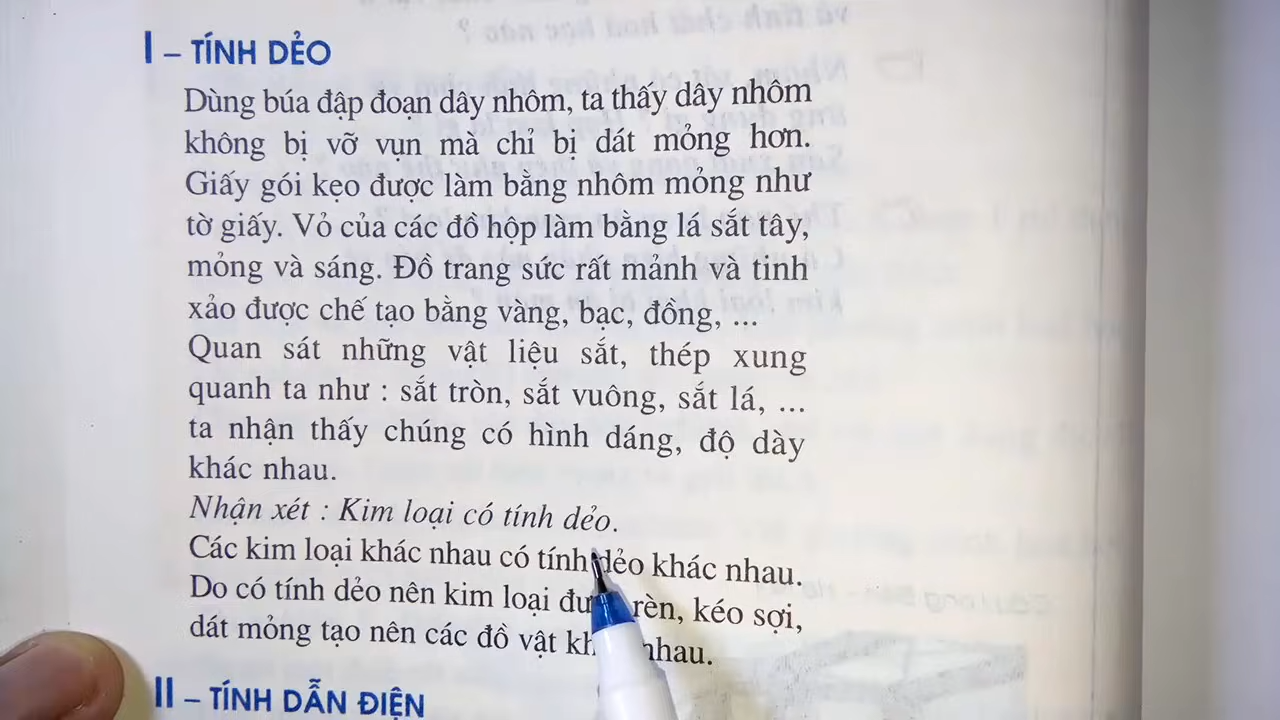 I – TÍNH DẺO
Dùng búa đập đoạn dây nhôm, ta thấy dây nhôm
không bị vỡ vụn mà chỉ bị dát mỏng hơn.
Giấy gói kẹo được làm bằng nhôm mỏng như
tờ giấy. Vỏ của các đồ hộp làm bằng lá sắt tây,
mỏng và sáng. Đồ trang sức rất mảnh và tinh
xảo được chế tạo bằng vàng, bạc, đồng, ...
Quan sát những vật liệu sắt, thép xung
quanh ta như : sắt tròn, sắt vuông, sắt lá, ...
ta nhận thấy chúng có hình dáng, độ dày
khác nhau.
Nhận xét : Kim loại có tính dẻo.
Các kim loại khác nhau có tính dẻo khác nhau.
Do có tính dẻo nên kim loại rèn, kéo sợi,
dát mỏng tạo nên các đồ vật nhau.
II – TÍNH DẪN ĐIỆN